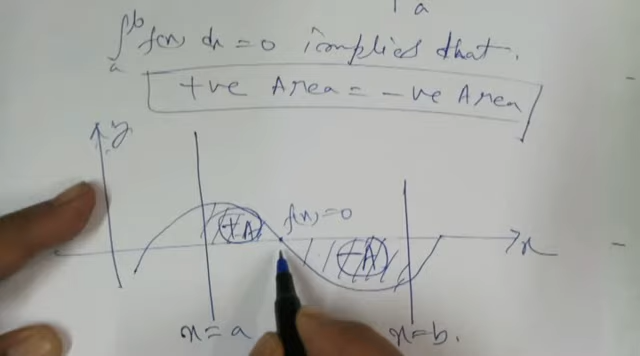 a
∫ₐᵇ f(x) dx = 0 implies that.
+ve Area = -ve Area
y
f(x) = 0
+A
-A
x
x = a
x = b.